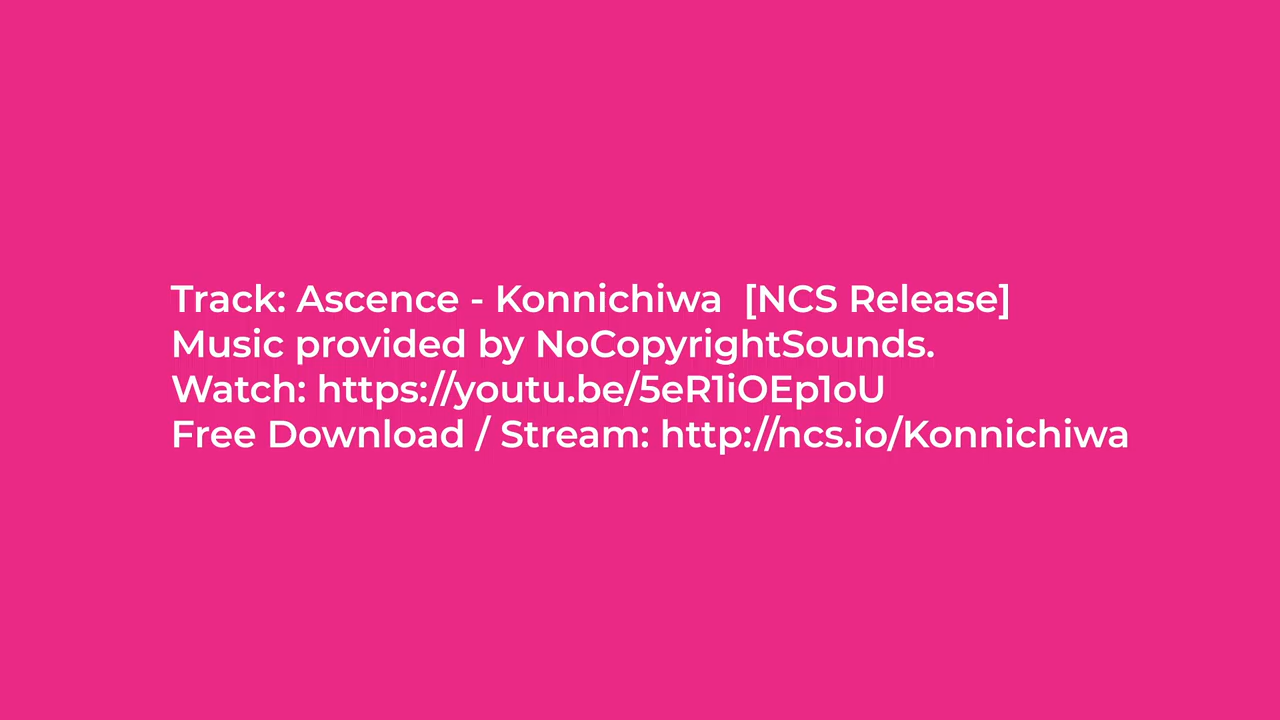 Track: Ascence - Konnichiwa  [NCS Release]
Music provided by NoCopyrightSounds.
Watch: https://youtu.be/5eR1iOEp1oU
Free Download / Stream: http://ncs.io/Konnichiwa